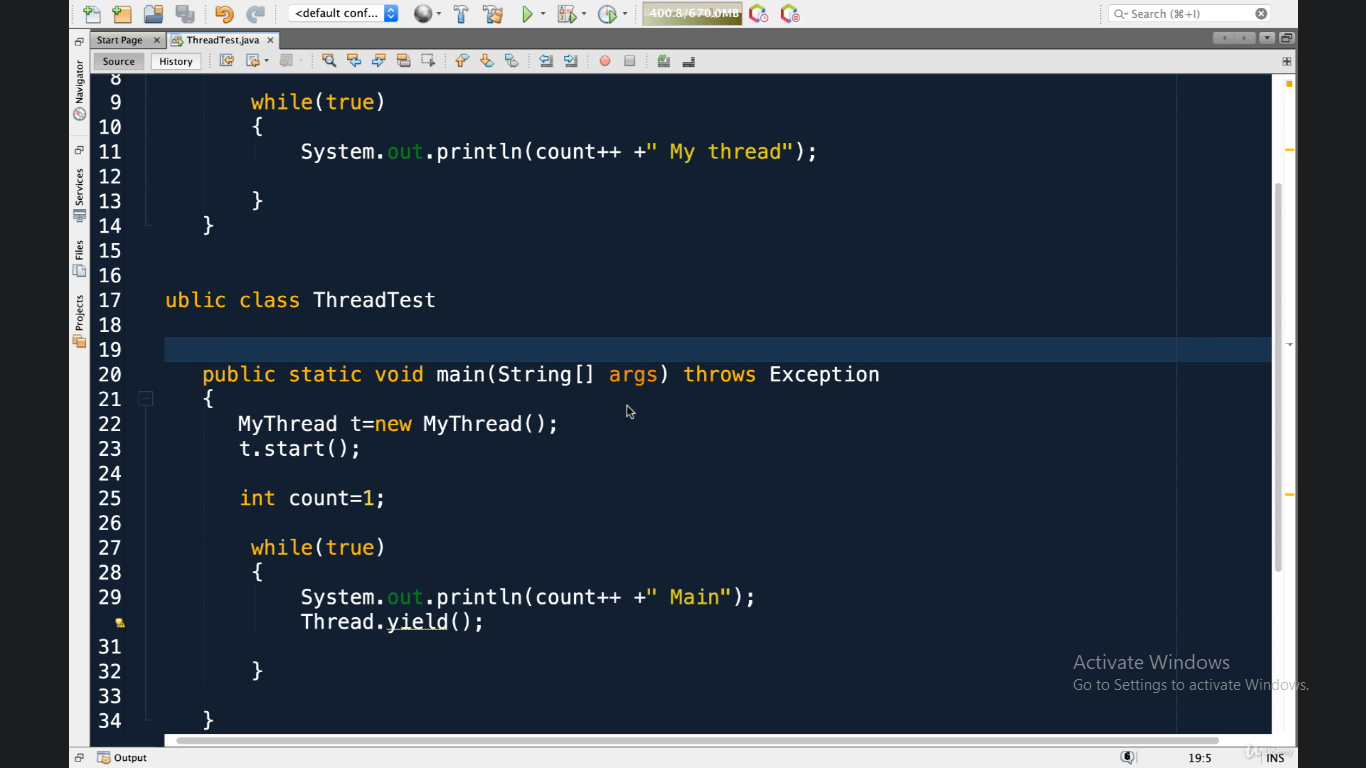 <default conf...
400.8/670.0MB
Search (⌘+I)
Start Page
ThreadTest.java
Source History
Navigator
Services
Files
Projects
8
9 while(true)
10 {
11 System.out.println(count++ +" My thread");
12
13 }
14 }
15
16
17 ublic class ThreadTest
18
19
20 public static void main(String[] args) throws Exception
21 {
22 MyThread t=new MyThread();
23 t.start();
24
25 int count=1;
26
27 while(true)
28 {
29 System.out.println(count++ +" Main");
Thread.yield();
31
32 }
33
34 }
Activate Windows
Go to Settings to activate Windows.
Output
6
19:5
INS